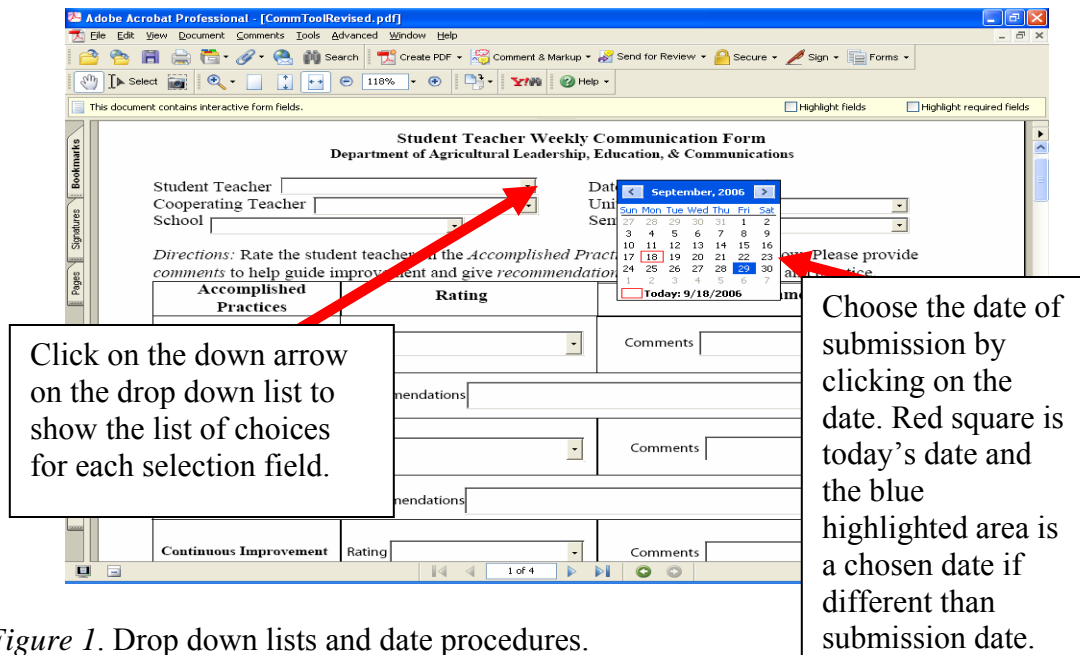 Adobe Acrobat Professional - [CommToolRevised.pdf]
File Edit View Document Comments Tools Advanced Window Help
Search Create PDF Comment & Markup Send for Review Secure Sign Forms
Select 118% Y! Help
This document contains interactive form fields. Highlight fields Highlight required fields
Bookmarks
Signatures
Pages
Student Teacher Weekly Communication Form
Department of Agricultural Leadership, Education, & Communications
Student Teacher
Cooperating Teacher
School
September, 2006
Sun Mon Tue Wed Thu Fri Sat
27 28 29 30 31 1 2
3 4 5 6 7 8 9
10 11 12 13 14 15 16
17 18 19 20 21 22 23
24 25 26 27 28 29 30
1 2 3 4 5 6 7
Today: 9/18/2006
Directions: Rate the student teacher the Accomplished Please provide
comments to help guide improvement and give
Accomplished
Practices
Rating
Comments
Comments
Continuous Improvement Rating Comments
1 of 4
Click on the down arrow
on the drop down list to
show the list of choices
for each selection field.
Choose the date of
submission by
clicking on the
date. Red square is
today's date and
the blue
highlighted area is
a chosen date if
different than
submission date.
Figure 1. Drop down lists and date procedures.